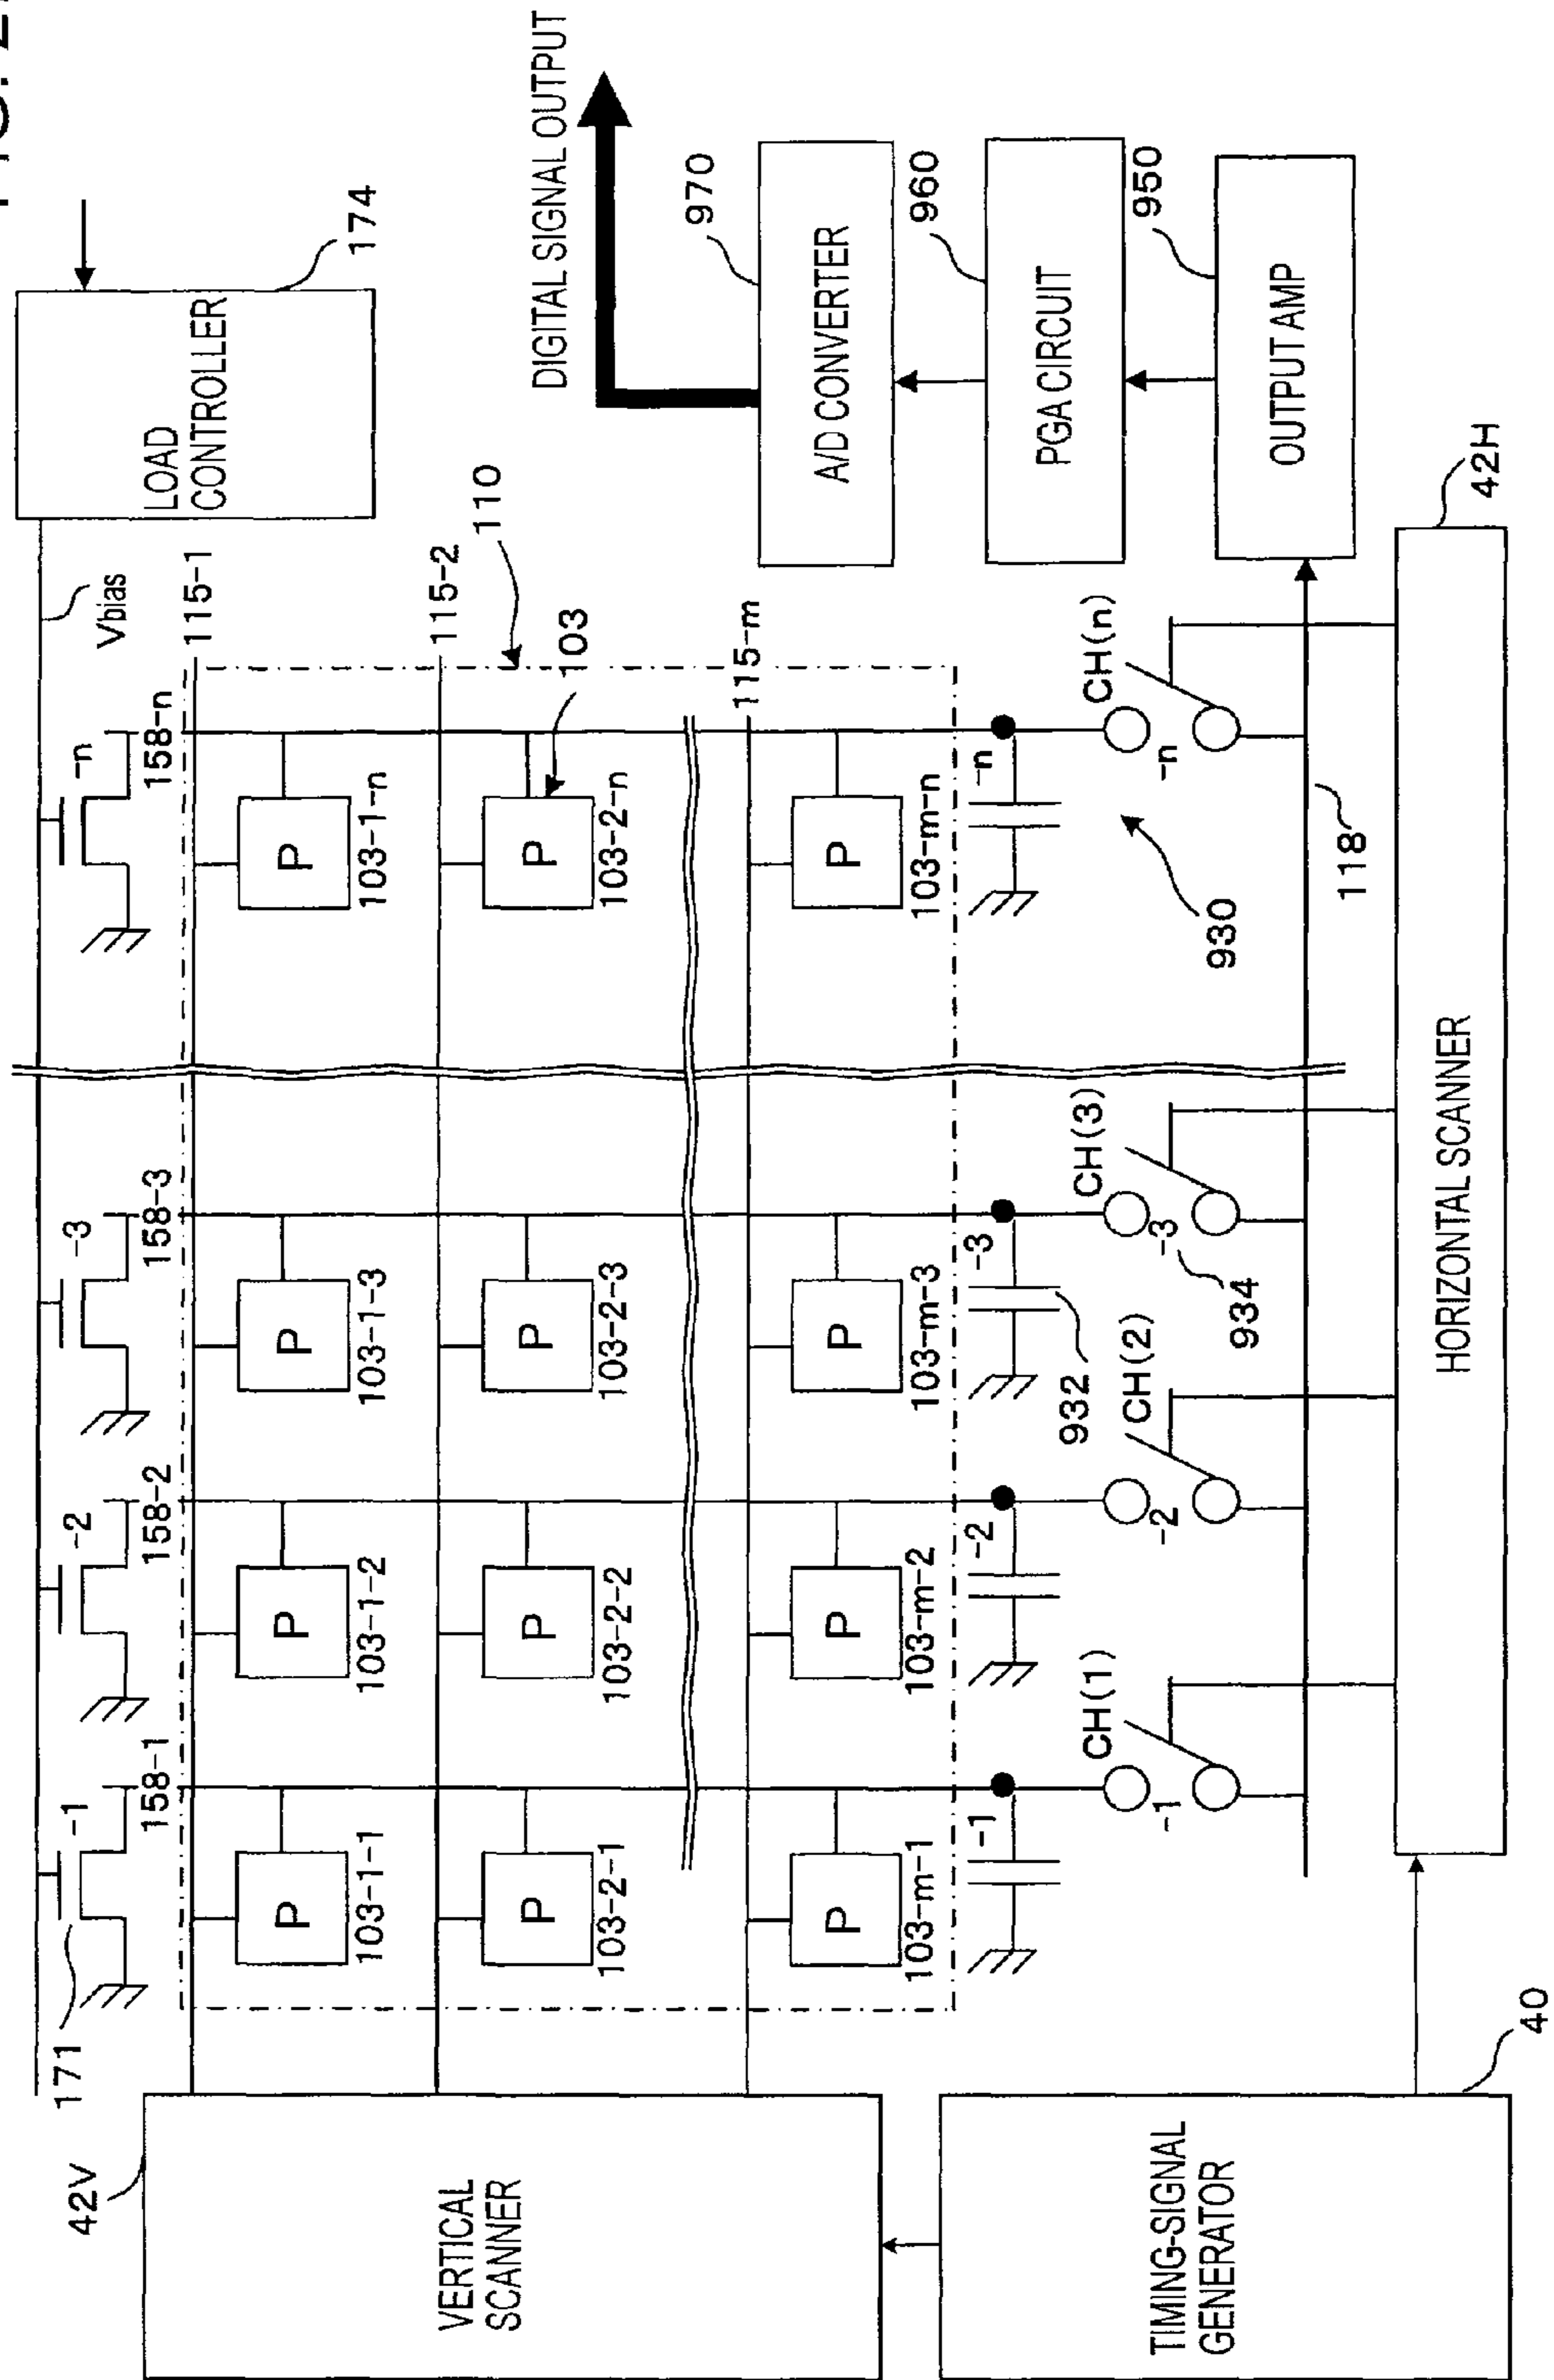 171
-1
-2
-3
-n
Vbias
LOAD
CONTROLLER
174
158-1
158-2
158-3
158-n
115-1
42V
VERTICAL
SCANNER
P
P
P
P
103-1-1
103-1-2
103-1-3
103-1-n
115-2
110
P
P
P
P
103
103-2-1
103-2-2
103-2-3
103-2-n
115-m
P
P
P
P
103-m-1
103-m-2
103-m-3
103-m-n
-1
-2
-3
-n
932
930
CH(1)
CH(2)
CH(3)
CH(n)
-1
-2
-3
-n
934
118
TIMING-SIGNAL
GENERATOR
40
HORIZONTAL SCANNER
42H
DIGITAL SIGNAL OUTPUT
970
A/D CONVERTER
960
PGA CIRCUIT
950
OUTPUT AMP